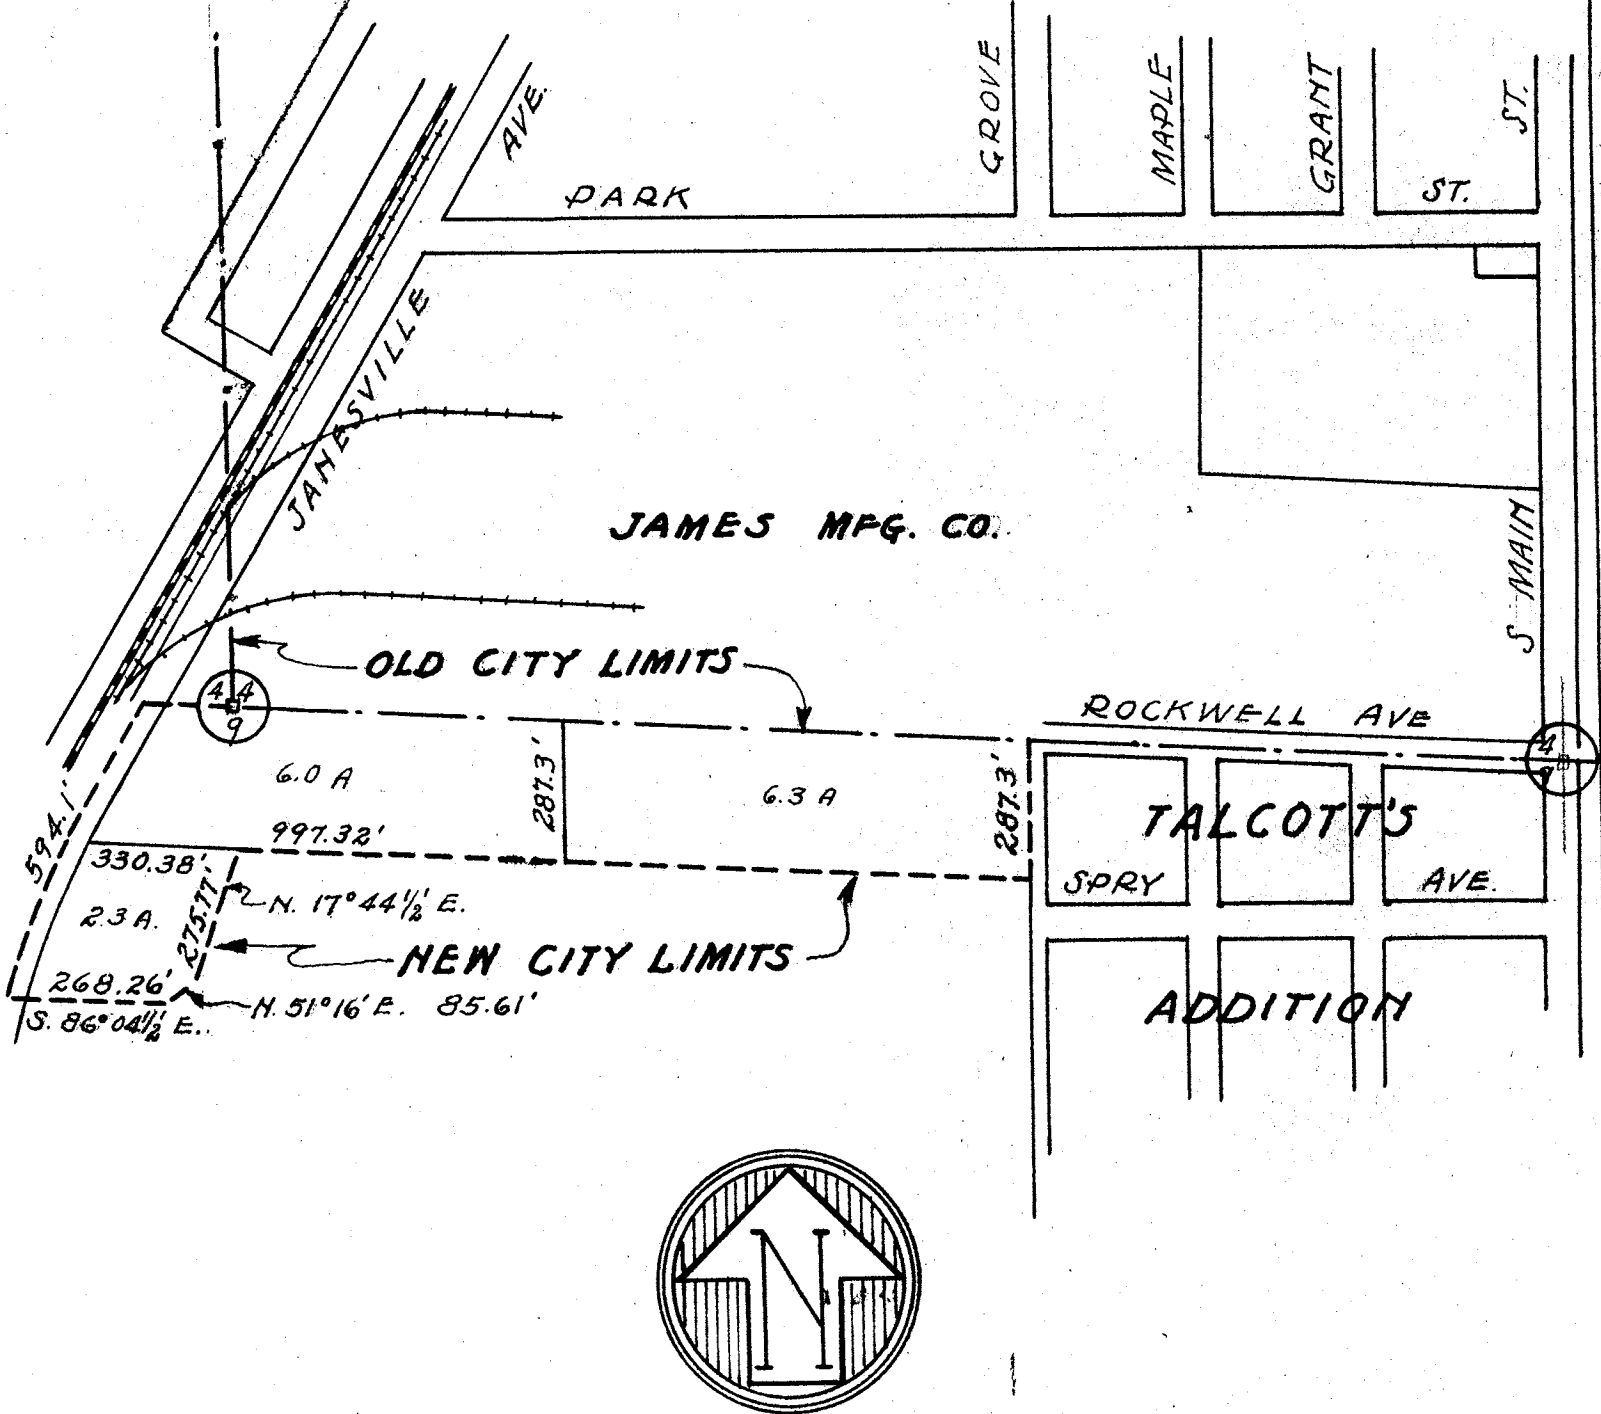 GROVE
MAPLE
GRANT
ST.
AVE.
PARK
ST.
JANESVILLE
JAMES MFG. CO.
S MAIN
OLD CITY LIMITS
ROCKWELL AVE
4 4
9
4
9
6.0 A
287.3'
6.3 A
287.3'
TALCOTT'S
594.1'
997.32'
330.38'
SPRY AVE.
275.77'
N. 17°44½' E.
2.3 A.
NEW CITY LIMITS
268.26'
N. 51°16' E. 85.61'
S. 86°04½' E.
ADDITION
N